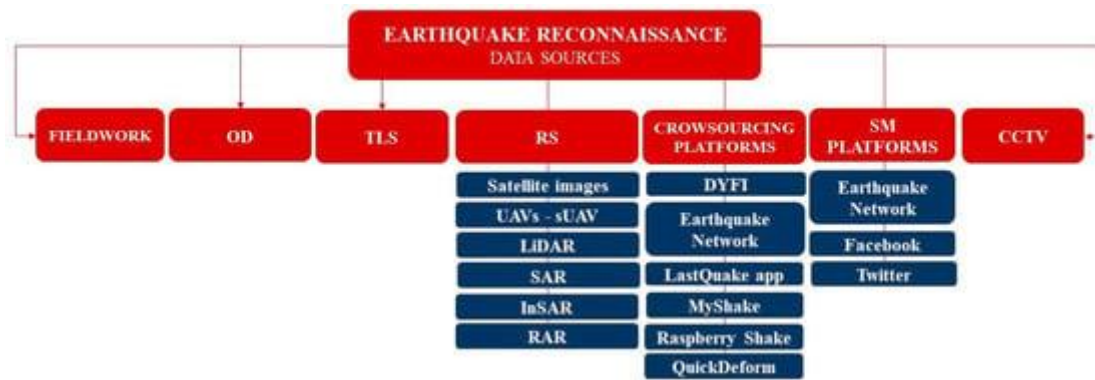 EARTHQUAKE RECONNAISSANCE
DATA SOURCES
FIELDWORK
OD
TLS
RS
CROWSOURCING
PLATFORMS
SM
PLATFORMS
CCTV
Satellite images
UAVs - sUAV
LiDAR
SAR
InSAR
RAR
DYFI
Earthquake
Network
LastQuake app
MyShake
Raspberry Shake
QuickDeform
Earthquake
Network
Facebook
Twitter